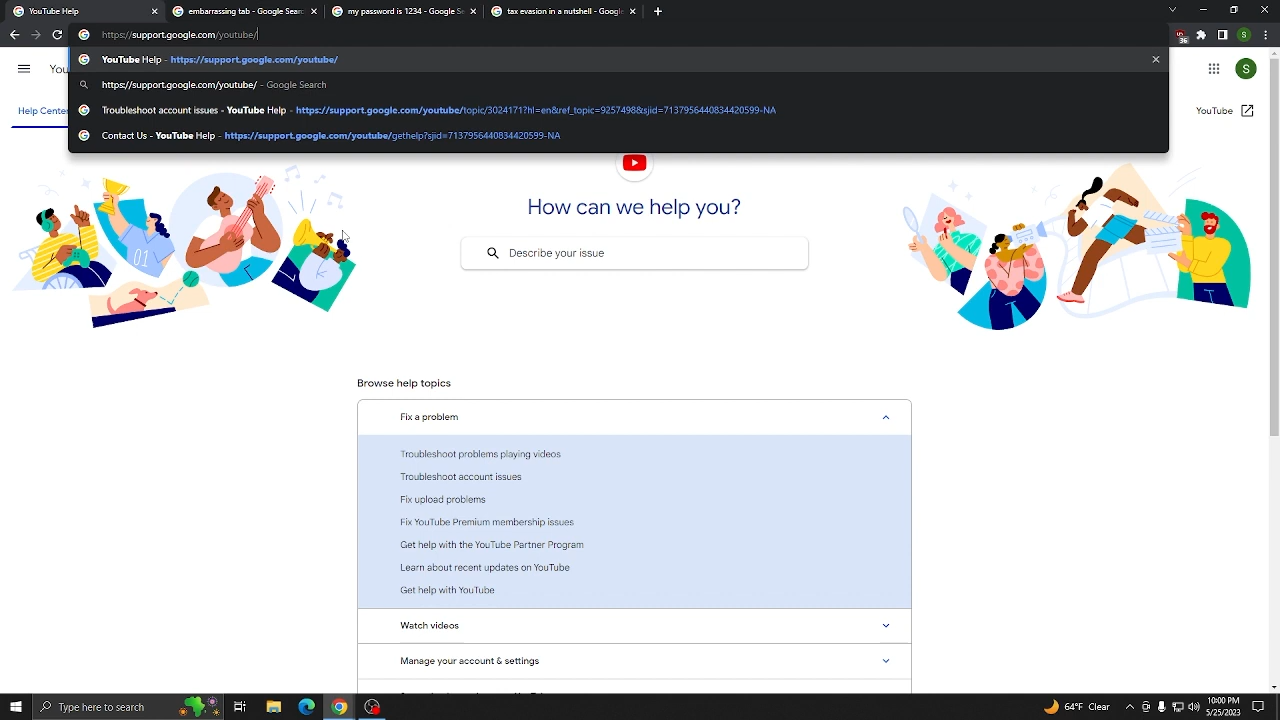 YouTube Help
embarrassing tab - Google Searc
my password is 1234 - Google Se
tax evasion in a nutshell - Google
https://support.google.com/youtube/
36
S
YouTube Help - https://support.google.com/youtube/
https://support.google.com/youtube/ - Google Search
Troubleshoot account issues - YouTube Help - https://support.google.com/youtube/topic/3024171?hl=en&ref_topic=9257498&sjid=7137956440834420599-NA
Contact Us - YouTube Help - https://support.google.com/youtube/gethelp?sjid=7137956440834420599-NA
You
S
Help Center
YouTube
01
How can we help you?
Describe your issue
Browse help topics
Fix a problem
Troubleshoot problems playing videos
Troubleshoot account issues
Fix upload problems
Fix YouTube Premium membership issues
Get help with the YouTube Partner Program
Learn about recent updates on YouTube
Get help with YouTube
Watch videos
Manage your account & settings
Type here to search
64°F Clear
10:00 PM
5/25/2023